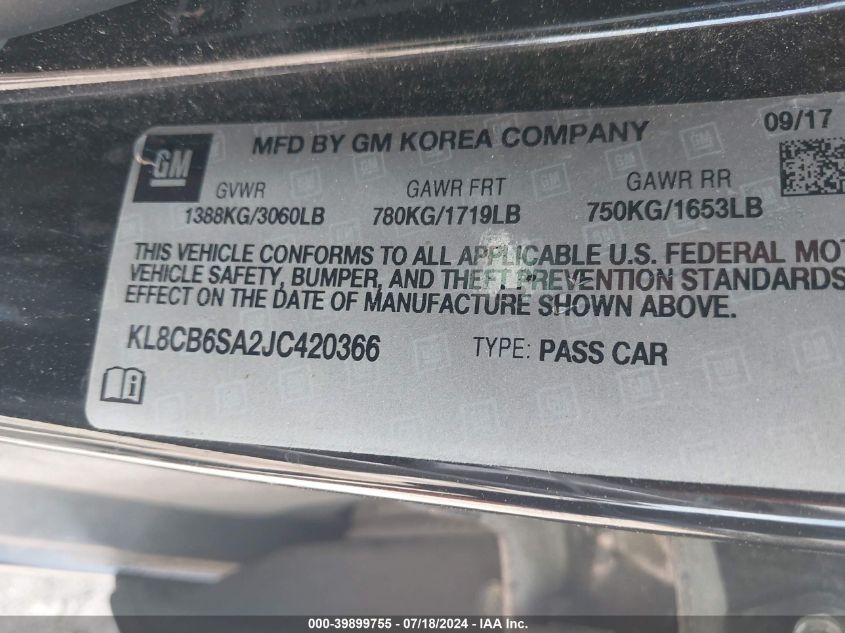 MFD BY GM KOREA COMPANY 09/17
GM
GVWR GAWR FRT GAWR RR
1388KG/3060LB 780KG/1719LB 750KG/1653LB
THIS VEHICLE CONFORMS TO ALL APPLICABLE U.S. FEDERAL MOT
VEHICLE SAFETY, BUMPER, AND THEFT PREVENTION STANDARDS
EFFECT ON THE DATE OF MANUFACTURE SHOWN ABOVE.
KL8CB6SA2JC420366 TYPE: PASS CAR
000-39899755 - 07/18/2024 - IAA Inc.